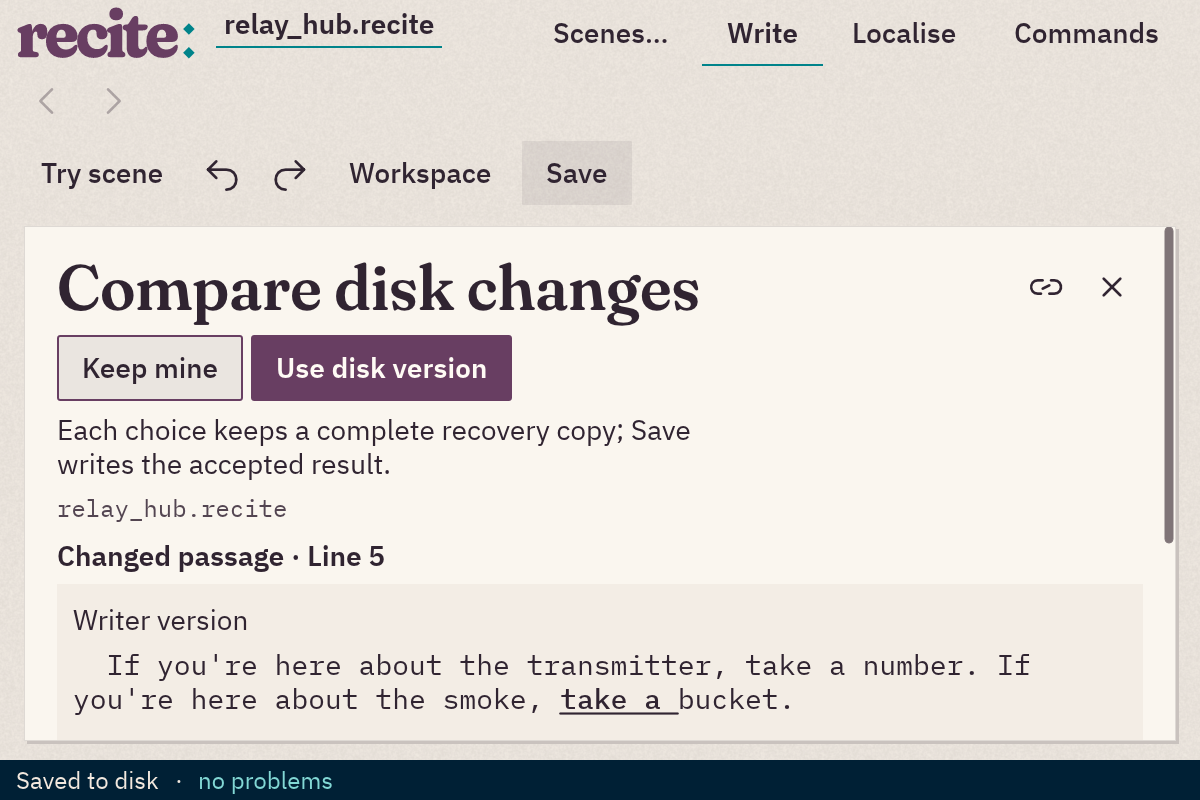 recite
relay_hub.recite
Scenes...
Write
Localise
Commands
Try scene
Workspace
Save
Compare disk changes
Keep mine
Use disk version
Each choice keeps a complete recovery copy; Save
writes the accepted result.
relay_hub.recite
Changed passage · Line 5
Writer version
If you're here about the transmitter, take a number. If
you're here about the smoke, take a bucket.
Saved to disk · no problems